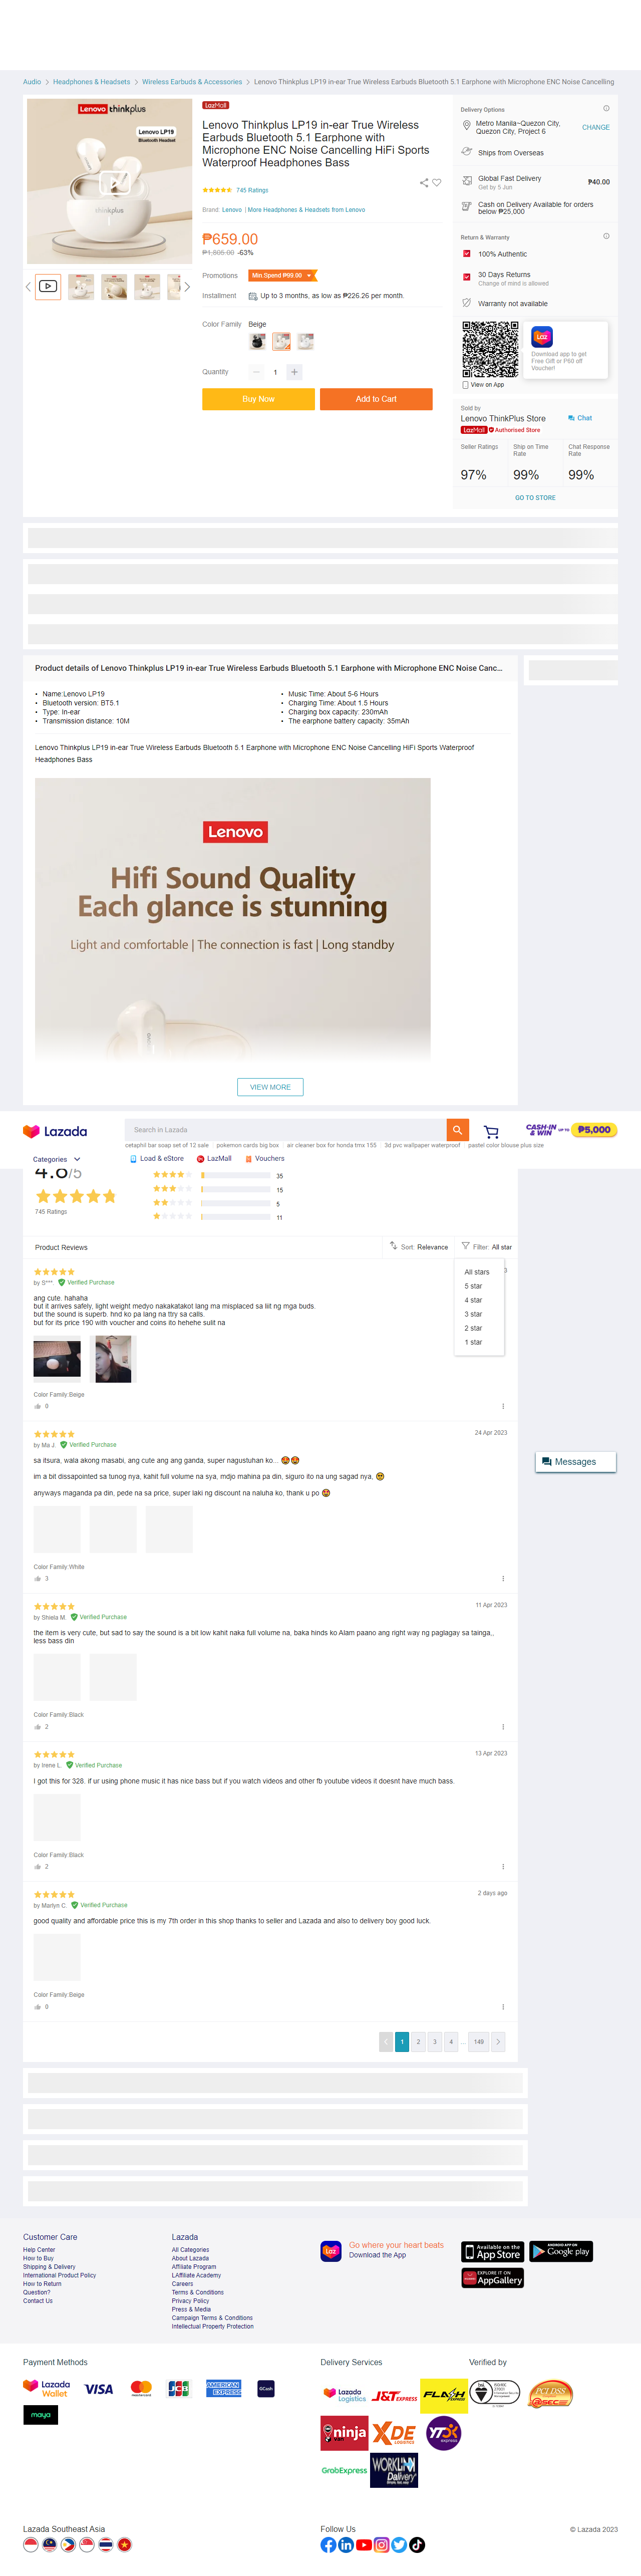 Audio > Headphones & Headsets > Wireless Earbuds & Accessories > Lenovo Thinkplus LP19 in-ear True Wireless Earbuds Bluetooth 5.1 Earphone with Microphone ENC Noise Cancelling
Lenovo thinkplus
Lenovo LP19
Bluetooth Headset
thinkplus
LazMall
Lenovo Thinkplus LP19 in-ear True Wireless
Earbuds Bluetooth 5.1 Earphone with
Microphone ENC Noise Cancelling HiFi Sports
Waterproof Headphones Bass
745 Ratings
Brand: Lenovo | More Headphones & Headsets from Lenovo
₱659.00
₱1,805.00 -63%
Promotions Min Spend ₱99.00
Installment Up to 3 months, as low as ₱226.26 per month.
Color Family Beige
Quantity 1
Buy Now
Add to Cart
Delivery Options
Metro Manila~Quezon City,
Quezon City, Project 6
CHANGE
Ships from Overseas
Global Fast Delivery
₱40.00
Get by 5 Jun
Cash on Delivery Available for orders
below ₱25,000
Return & Warranty
100% Authentic
30 Days Returns
Change of mind is allowed
Warranty not available
Laz
Download app to get
Free Gift or P60 off
Voucher!
View on App
Sold by
Lenovo ThinkPlus Store
Chat
LazMall Authorised Store
Seller Ratings
97%
Ship on Time
Rate
99%
Chat Response
Rate
99%
GO TO STORE
Product details of Lenovo Thinkplus LP19 in-ear True Wireless Earbuds Bluetooth 5.1 Earphone with Microphone ENC Noise Canc...
Name:Lenovo LP19
Bluetooth version: BT5.1
Type: In-ear
Transmission distance: 10M
Music Time: About 5-6 Hours
Charging Time: About 1.5 Hours
Charging box capacity: 230mAh
The earphone battery capacity: 35mAh
Lenovo Thinkplus LP19 in-ear True Wireless Earbuds Bluetooth 5.1 Earphone with Microphone ENC Noise Cancelling HiFi Sports Waterproof
Headphones Bass
Lenovo
Hifi Sound Quality
Each glance is stunning
Light and comfortable | The connection is fast | Long standby
VIEW MORE
Lazada
Search in Lazada
CASH-IN & WIN UP TO ₱5,000
cetaphil bar soap set of 12 sale
pokemon cards big box
air cleaner box for honda tmx 155
3d pvc wallpaper waterproof
pastel color blouse plus size
Categories
Load & eStore
LazMall
Vouchers
4.8/5
745 Ratings
35
15
5
11
Product Reviews
Sort: Relevance
Filter: All star
All stars
5 star
4 star
3 star
2 star
1 star
by S***. Verified Purchase
ang cute. hahaha
but it arrives safely, light weight medyo nakakatakot lang ma misplaced sa liit ng mga buds.
but the sound is superb. hnd ko pa lang na try sa calls.
but for its price 190 with voucher and coins ito hehehe sulit na
Color Family:Beige
0
24 Apr 2023
by Ma J. Verified Purchase
sa itsura, wala akong masabi, ang cute ang ang ganda, super nagustuhan ko... 😍😍
im a bit dissapointed sa tunog nya, kahit full volume na sya, mdjo mahina pa din, siguro ito na ung sagad nya,
anyways maganda pa din, pede na sa price, super laki ng discount na naluha ko, thank u po
Color Family:White
3
11 Apr 2023
by Shiela M. Verified Purchase
the item is very cute, but sad to say the sound is a bit low kahit naka full volume na, baka hinds ko Alam paano ang right way ng paglagay sa tainga,,
less bass din
Color Family:Black
2
13 Apr 2023
by Irene L. Verified Purchase
I got this for 328. if ur using phone music it has nice bass but if you watch videos and other fb youtube videos it doesnt have much bass.
Color Family:Black
2
2 days ago
by Marlyn C. Verified Purchase
good quality and affordable price this is my 7th order in this shop thanks to seller and Lazada and also to delivery boy good luck.
Color Family:Beige
0
1 2 3 4 ... 149
Messages
Customer Care
Help Center
How to Buy
Shipping & Delivery
International Product Policy
How to Return
Question?
Contact Us
Lazada
All Categories
About Lazada
Affiliate Program
LAffiliate Academy
Careers
Terms & Conditions
Privacy Policy
Press & Media
Campaign Terms & Conditions
Intellectual Property Protection
Laz
Go where your heart beats
Download the App
Available on the
App Store
ANDROID APP ON
Google play
EXPLORE IT ON
AppGallery
Payment Methods
Lazada Wallet
VISA
mastercard
JCB
AMERICAN EXPRESS
GCash
maya
Delivery Services
Lazada Logistics
J&T EXPRESS
FLASH Express
ninja van
XDE LOGISTICS
YTX express
GrabExpress
WORKLINK Delivery
Verified by
PCI DSS
@SEC
Lazada Southeast Asia
Follow Us
© Lazada 2023